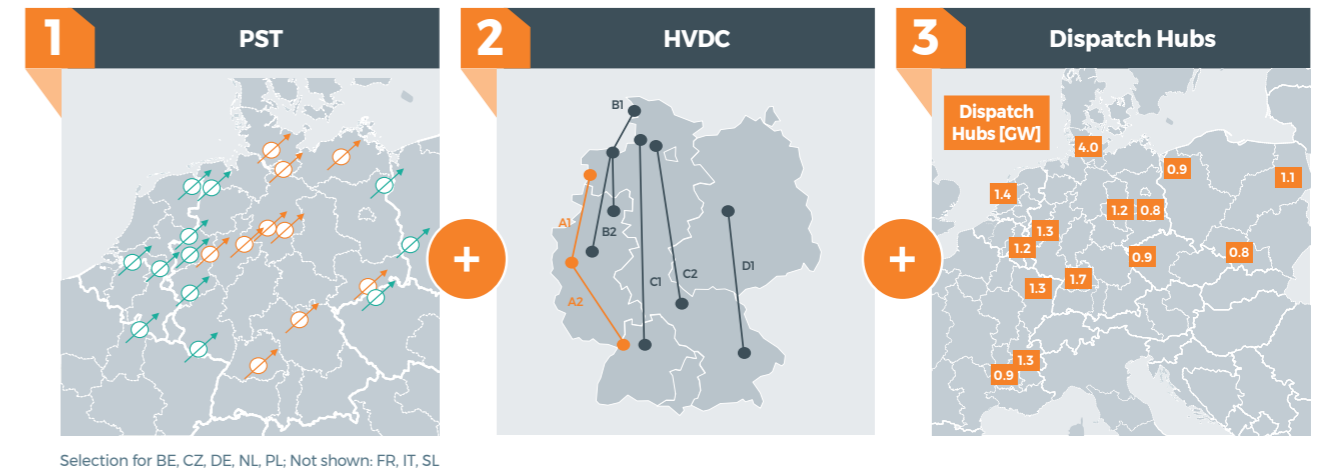 1
PST
2
HVDC
3
Dispatch Hubs
B1
A1
B2
A2
C1
C2
D1
Dispatch
Hubs [GW]
4.0
0.9
1.1
1.4
1.2
0.8
1.3
1.2
0.9
0.8
1.7
1.3
1.3
0.9
+
+
Selection for BE, CZ, DE, NL, PL; Not shown: FR, IT, SL